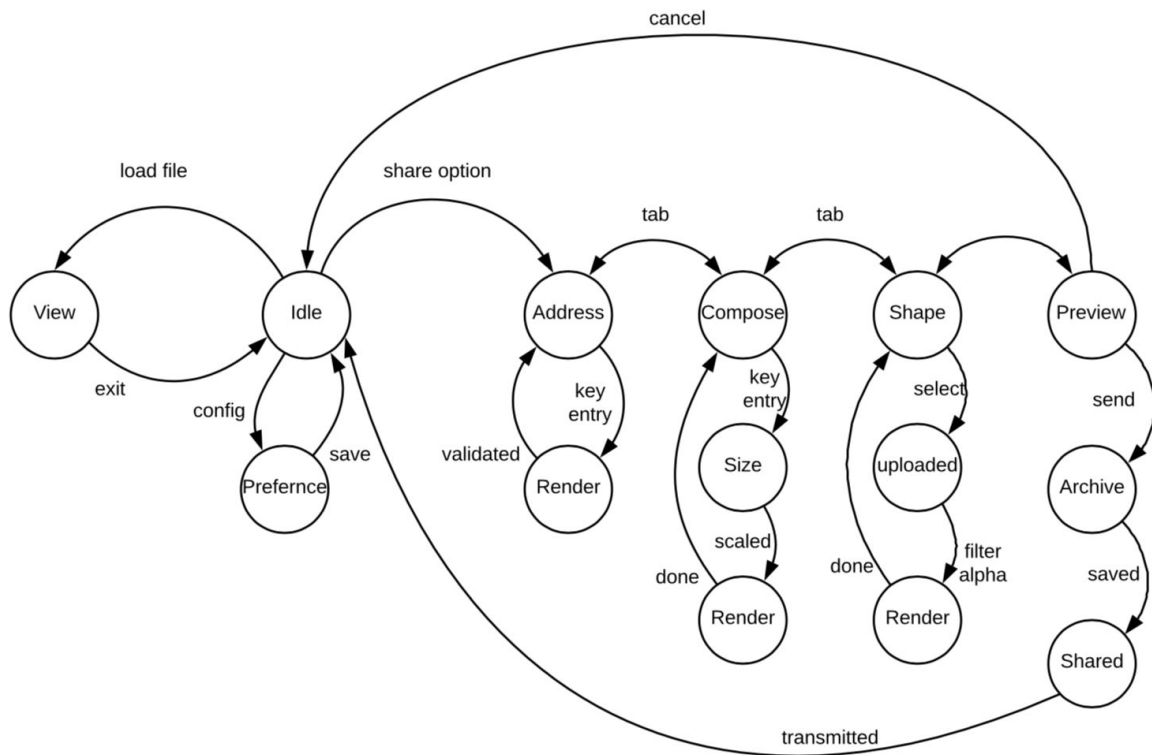 cancel
load file
share option
tab
tab
View
Idle
Address
Compose
Shape
Preview
exit
config
save
key
entry
key
entry
select
send
validated
Prefernce
Render
Size
uploaded
Archive
scaled
filter
alpha
done
done
saved
Render
Render
Shared
transmitted